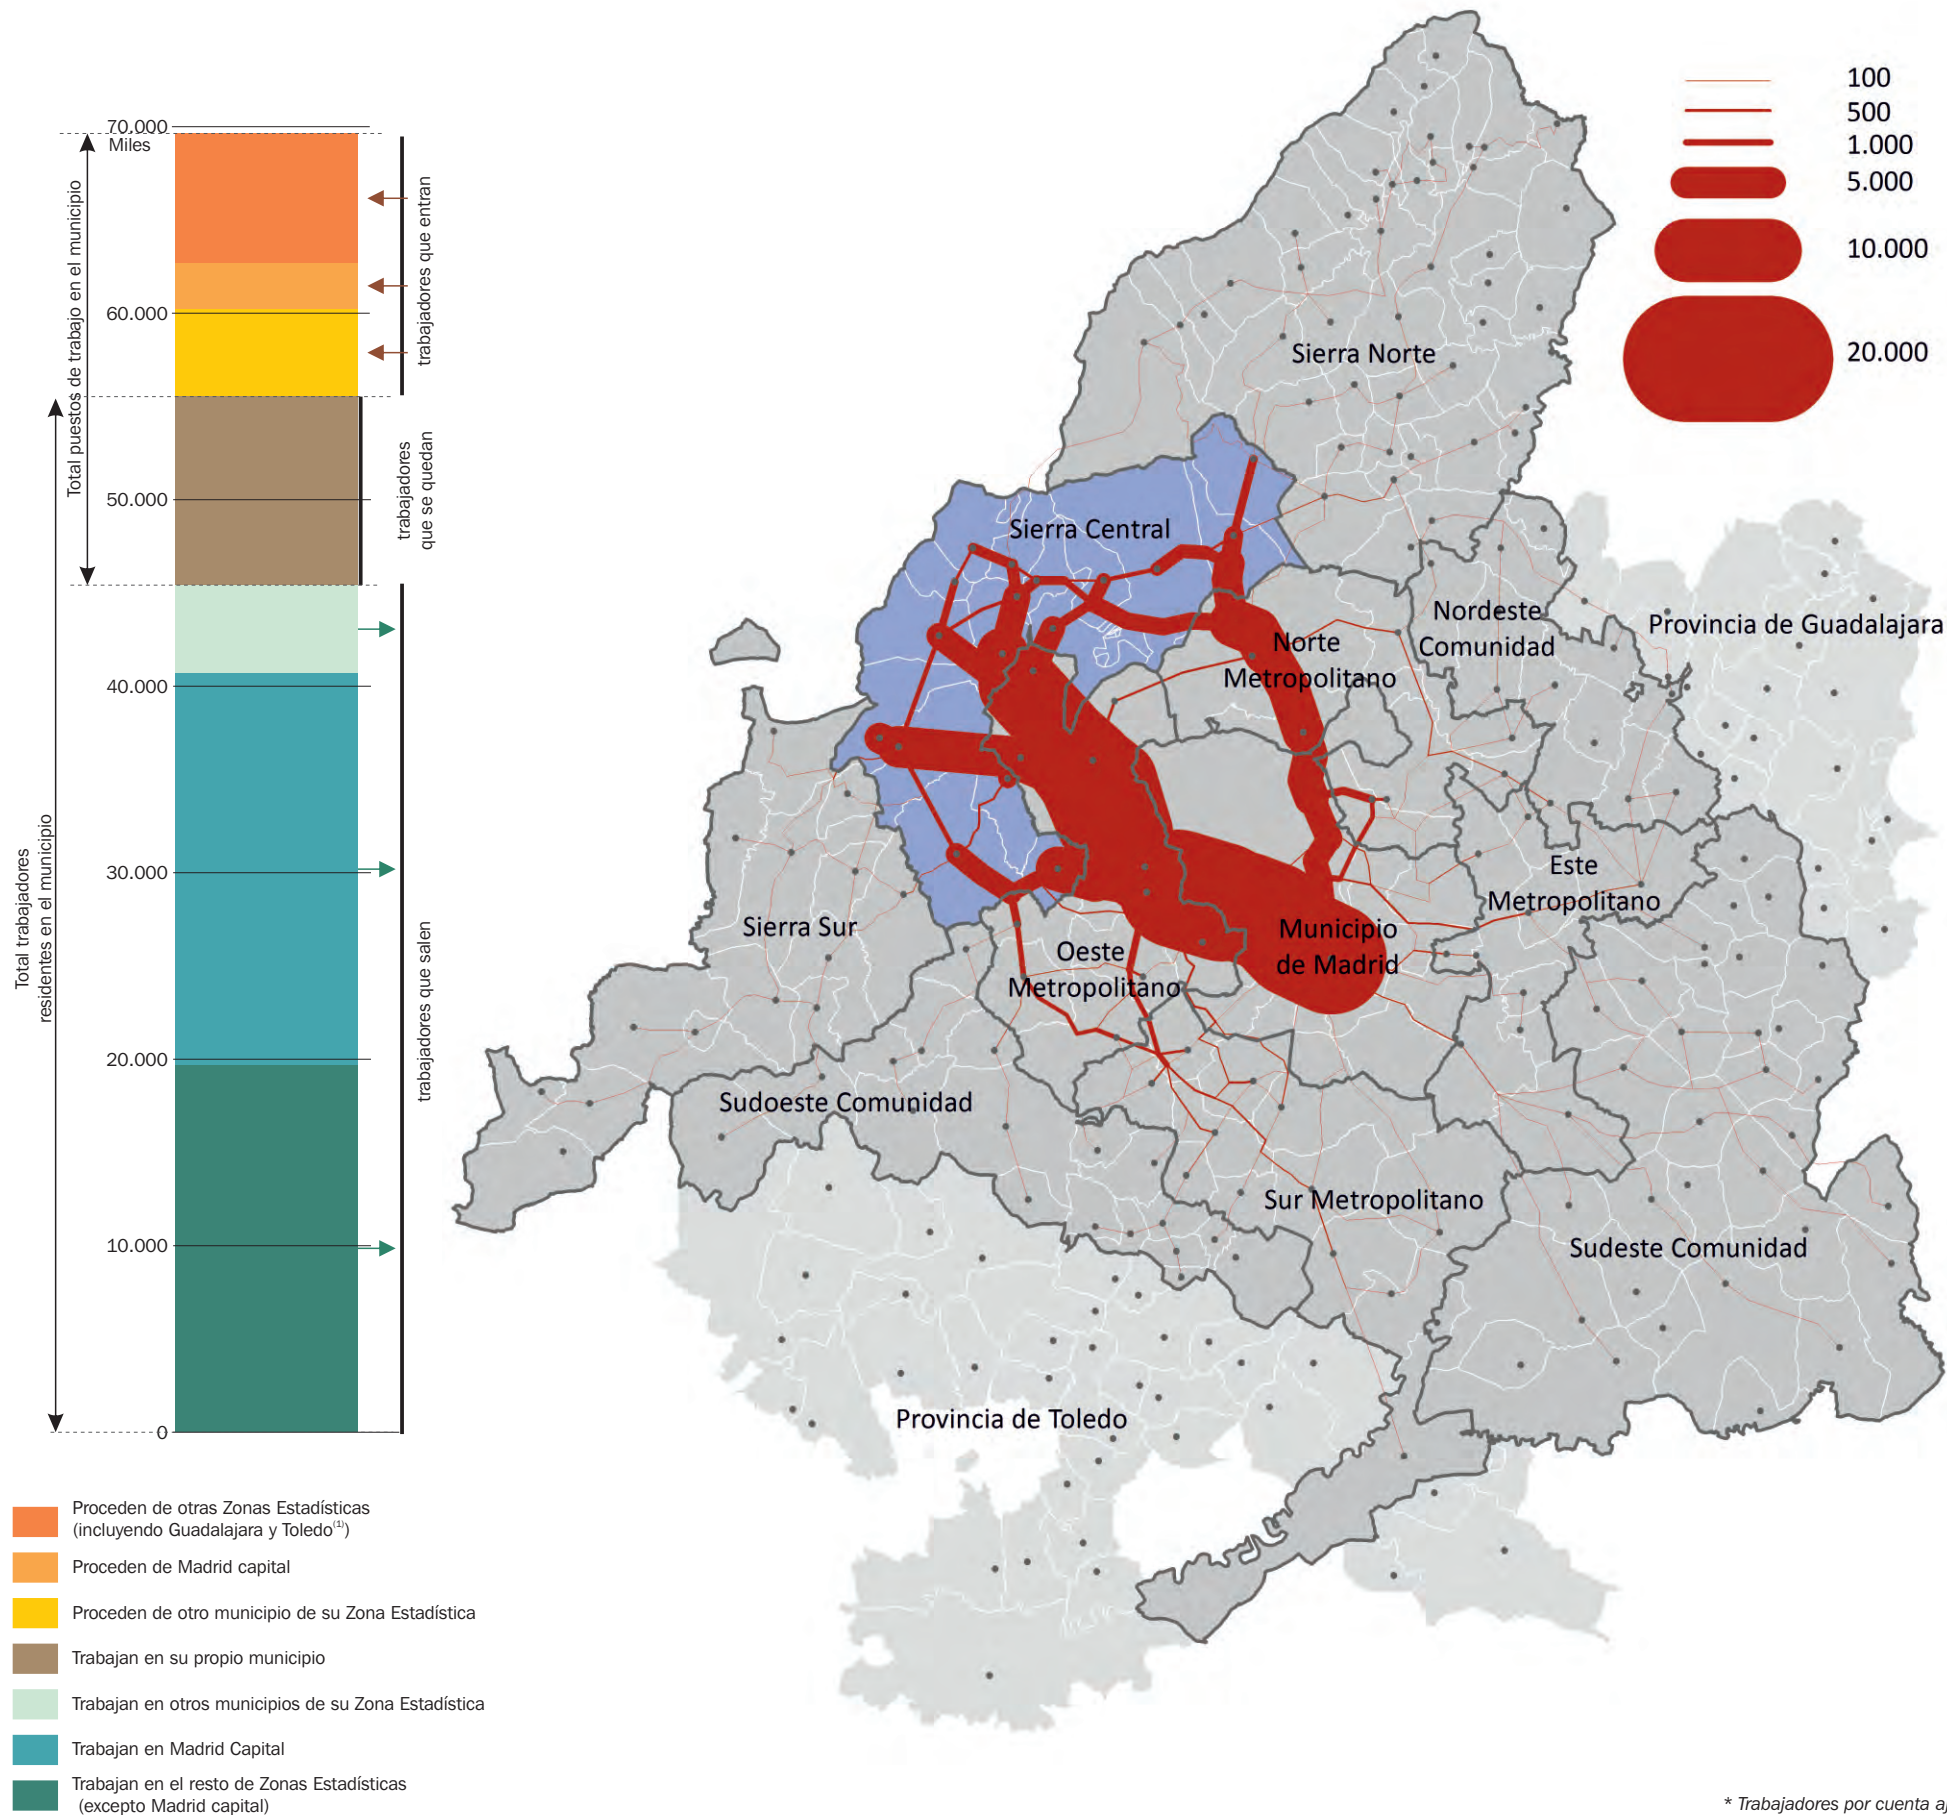 70.000
Miles
60.000
50.000
40.000
30.000
20.000
10.000
0
Total puestos de trabajo en el municipio
Total trabajadores
residentes en el municipio
trabajadores que entran
trabajadores
que se quedan
trabajadores que salen
Proceden de otras Zonas Estadísticas
(incluyendo Guadalajara y Toledo(1))
Proceden de Madrid capital
Proceden de otro municipio de su Zona Estadística
Trabajan en su propio municipio
Trabajan en otros municipios de su Zona Estadística
Trabajan en Madrid Capital
Trabajan en el resto de Zonas Estadísticas
(excepto Madrid capital)
100
500
1.000
5.000
10.000
20.000
Sierra Norte
Sierra Central
Nordeste
Comunidad
Provincia de Guadalajara
Norte
Metropolitano
Este
Metropolitano
Sierra Sur
Oeste
Metropolitano
Municipio
de Madrid
Sudoeste Comunidad
Sur Metropolitano
Sudeste Comunidad
Provincia de Toledo
* Trabajadores por cuenta